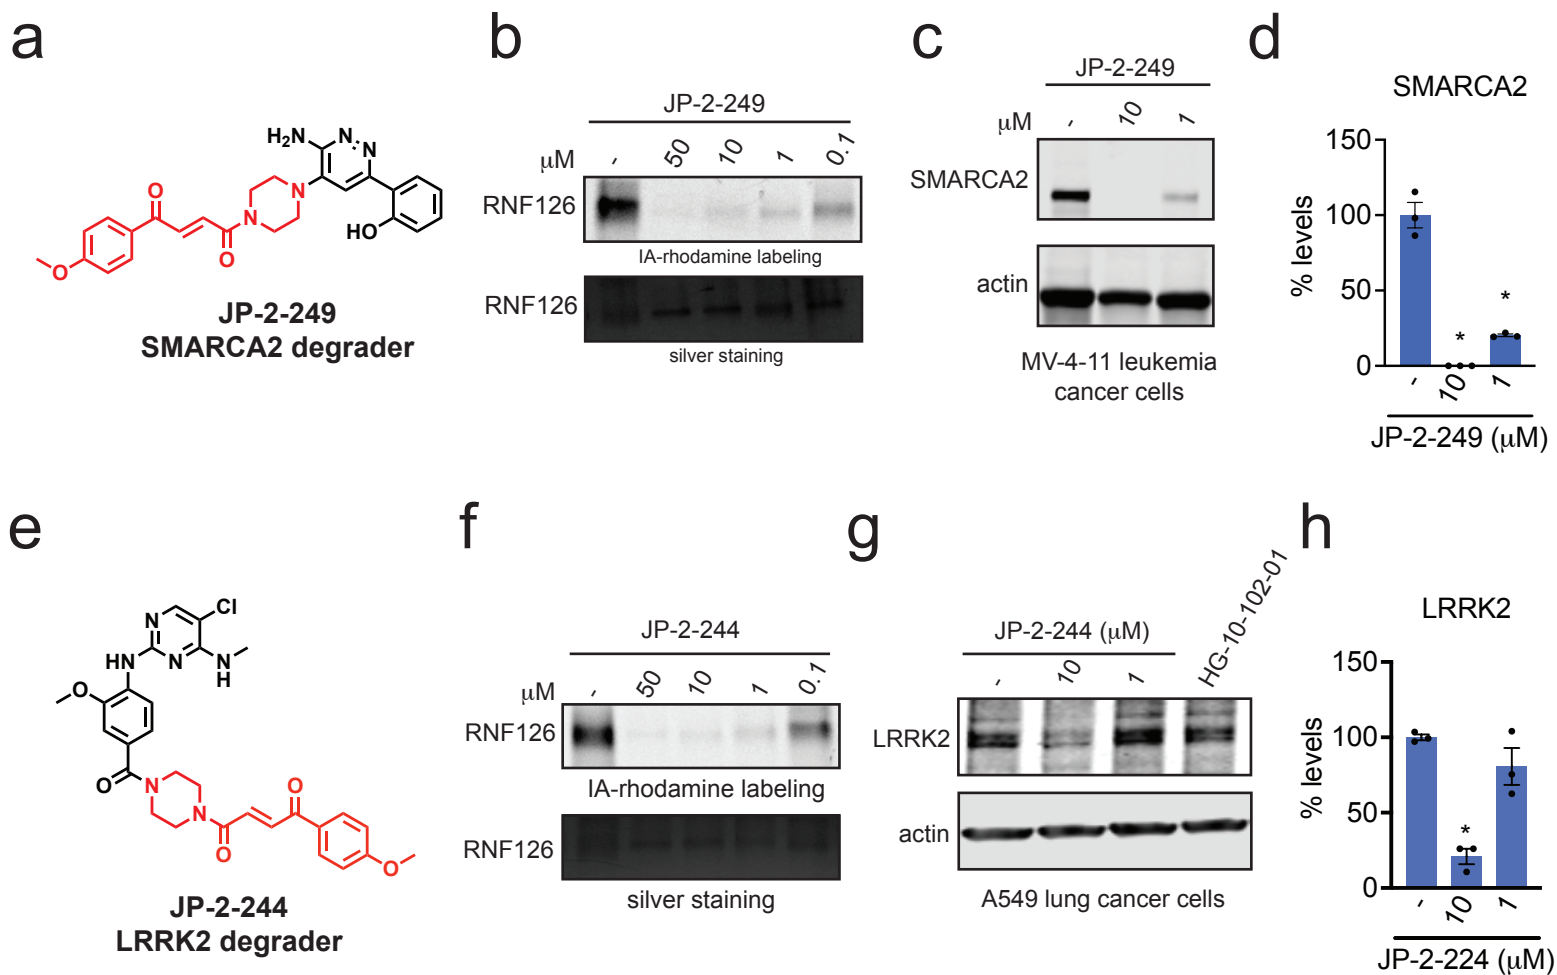 a
H₂N
N
N
N
N
O
O
O
HO
JP-2-249
SMARCA2 degrader
b
JP-2-249
μM
-
50
10
1
0.1
RNF126
IA-rhodamine labeling
RNF126
silver staining
c
JP-2-249
μM
-
10
1
SMARCA2
actin
MV-4-11 leukemia
cancer cells
d
SMARCA2
% levels
150
100
50
0
*
*
-
10
1
JP-2-249 (μM)
e
N
Cl
HN
N
N
H
O
O
N
N
O
O
O
JP-2-244
LRRK2 degrader
f
JP-2-244
μM
-
50
10
1
0.1
RNF126
IA-rhodamine labeling
RNF126
silver staining
g
JP-2-244 (μM)
-
10
1
HG-10-102-01
LRRK2
actin
A549 lung cancer cells
h
LRRK2
% levels
150
100
50
0
*
-
10
1
JP-2-224 (μM)